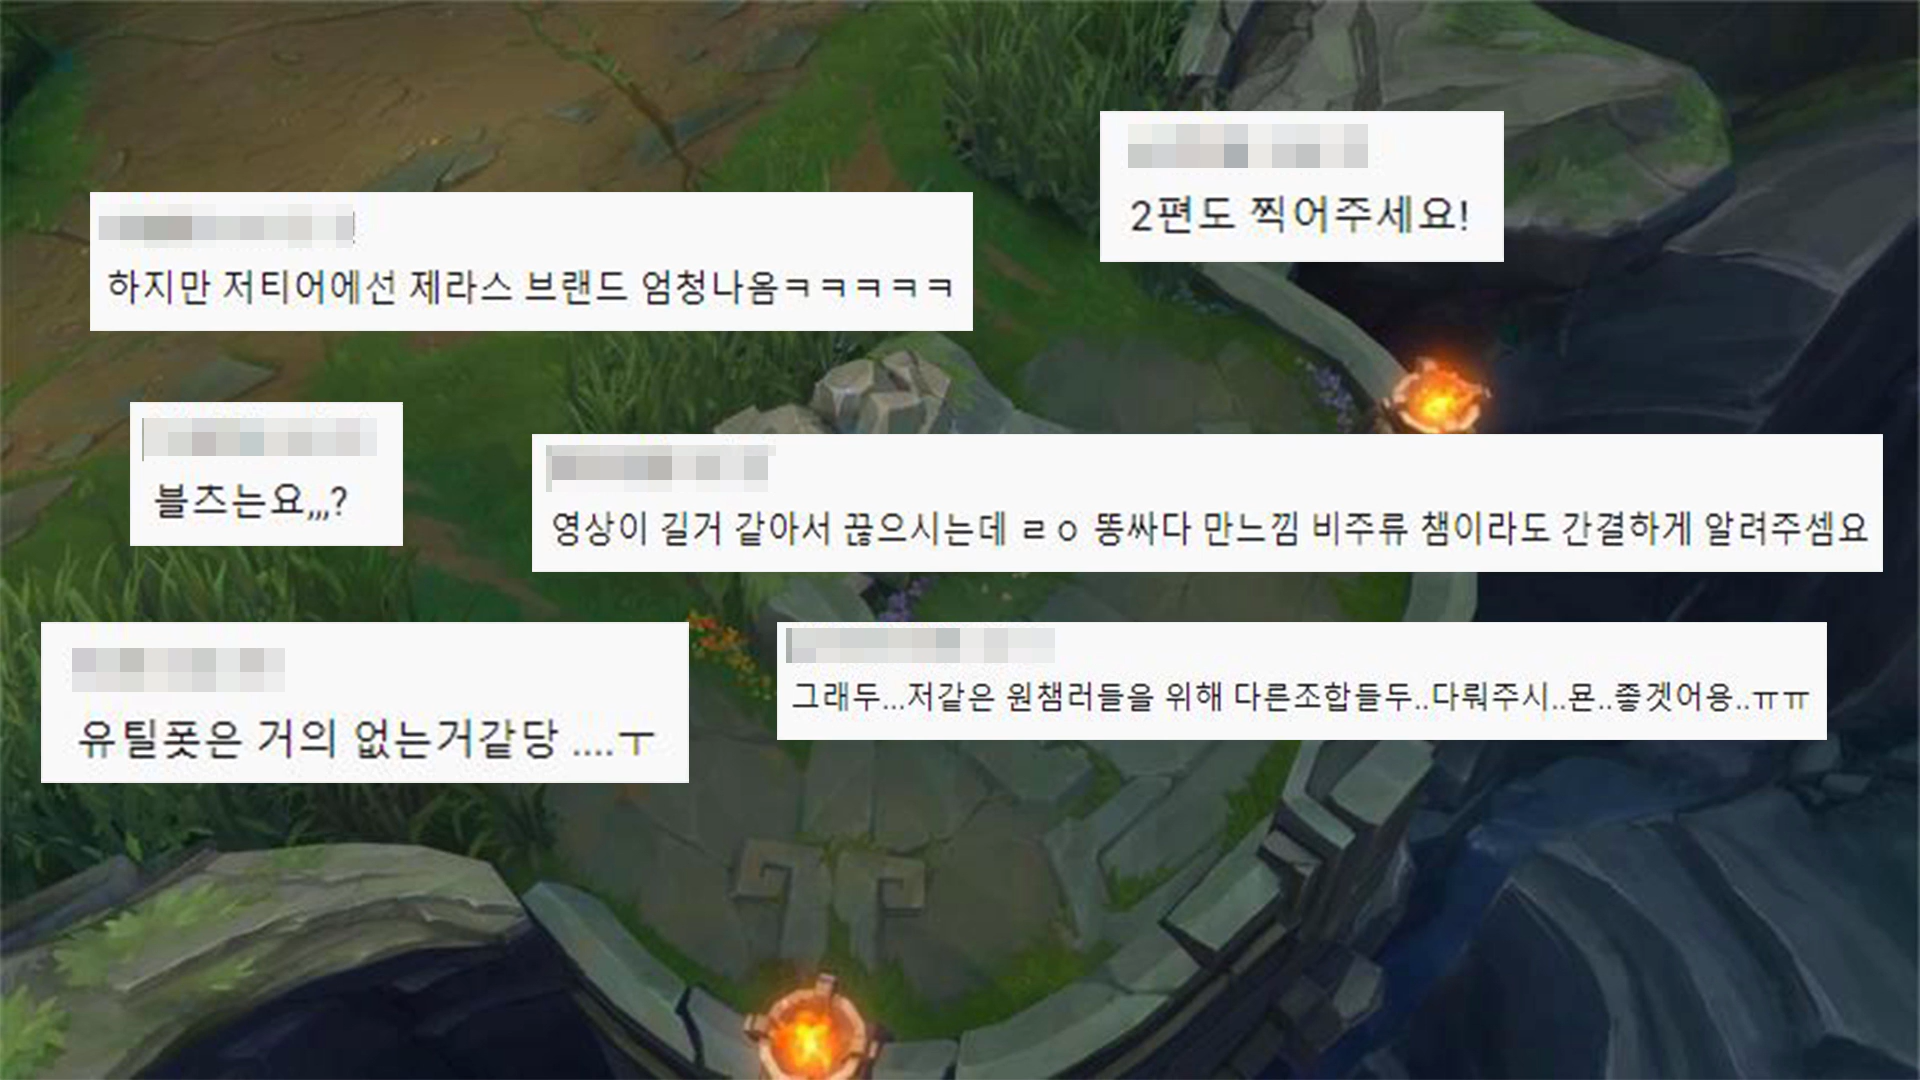 2편도 찍어주세요!
하지만 저티어에선 제라스 브랜드 엄청나옴ㅋㅋㅋㅋㅋ
블츠는요,,,?
영상이 길거 같아서 끊으시는데 ㄹㅇ 똥싸다 만느낌 비주류 챔이라도 간결하게 알려주셈요
유틸폿은 거의 없는거같당 ....ㅜ
그래두...저같은 원챔러들을 위해 다른조합들두..다뤄주시..묜..좋겟어용..ㅠㅠ